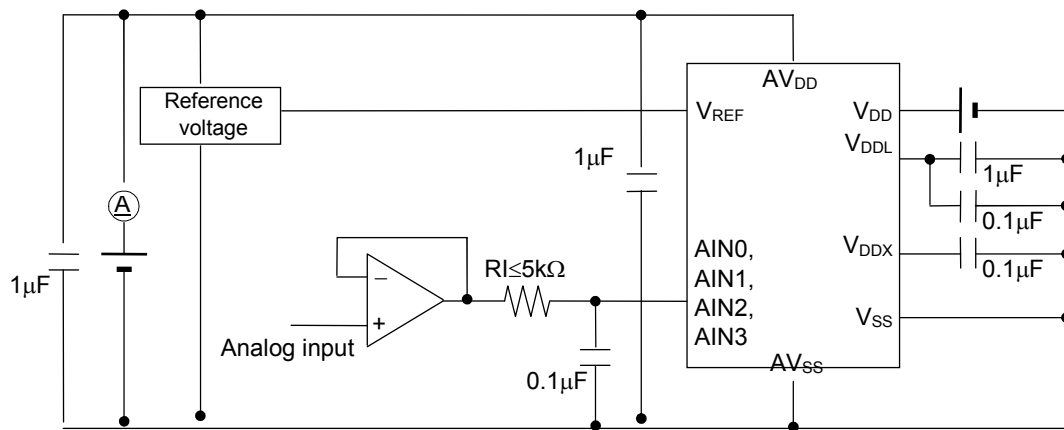 AVDD
Reference
voltage
VREF
VDD
VDDL
1μF
1μF
A
0.1μF
VDDX
0.1μF
1μF
RI≤5kΩ
AIN0,
AIN1,
AIN2,
AIN3
−
+
VSS
Analog input
0.1μF
AVSS